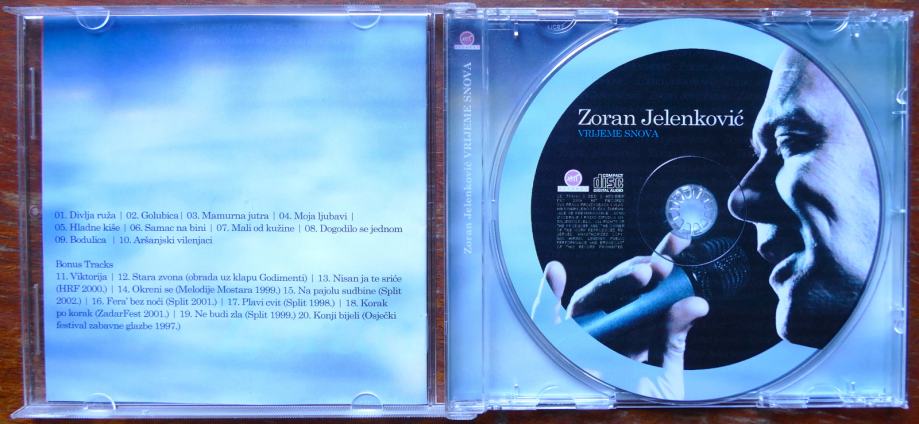 01. Divlja ruža | 02. Golubica | 03. Mamurna jutra | 04. Moja ljubavi |
05. Hladne kiše | 06. Samac na bini | 07. Mali od kužine | 08. Dogodilo se jednom
09. Bodulica | 10. Aršanjski vilenjaci
Bonus Tracks
11. Viktorija | 12. Stara zvona (obrada uz klapu Godimenti) | 13. Nisan ja te sriće
(HRF 2000.) | 14. Okreni se (Melodije Mostara 1999.) 15. Na pajolu sudbine (Split
2002.) | 16. Fera' bez noći (Split 2001.) | 17. Plavi cvit (Split 1998.) | 18. Korak
po korak (ZadarFest 2001.) | 19. Ne budi zla (Split 1999.) 20. Konji bijeli (Osječki
festival zabavne glazbe 1997.)
Zoran Jelenković VRIJEME SNOVA
Zoran Jelenković
VRIJEME SNOVA
COMPACT
disc
DIGITAL AUDIO